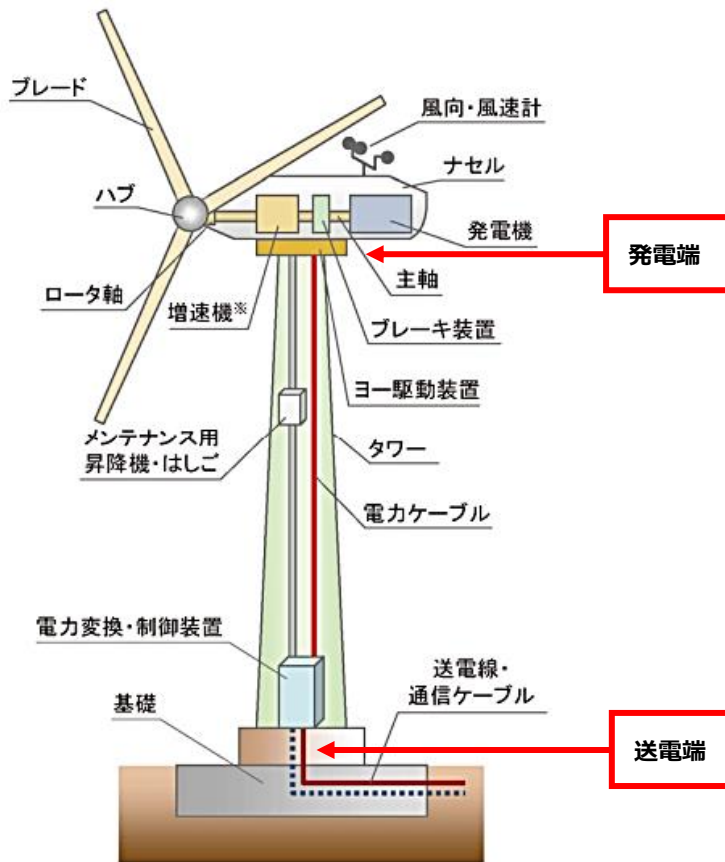 ブレード
風向・風速計
ナセル
ハブ
発電機
発電端
ロータ軸
主軸
増速機※
ブレーキ装置
ヨー駆動装置
メンテナンス用
昇降機・はしご
タワー
電力ケーブル
電力変換・制御装置
送電線・
通信ケーブル
基礎
送電端